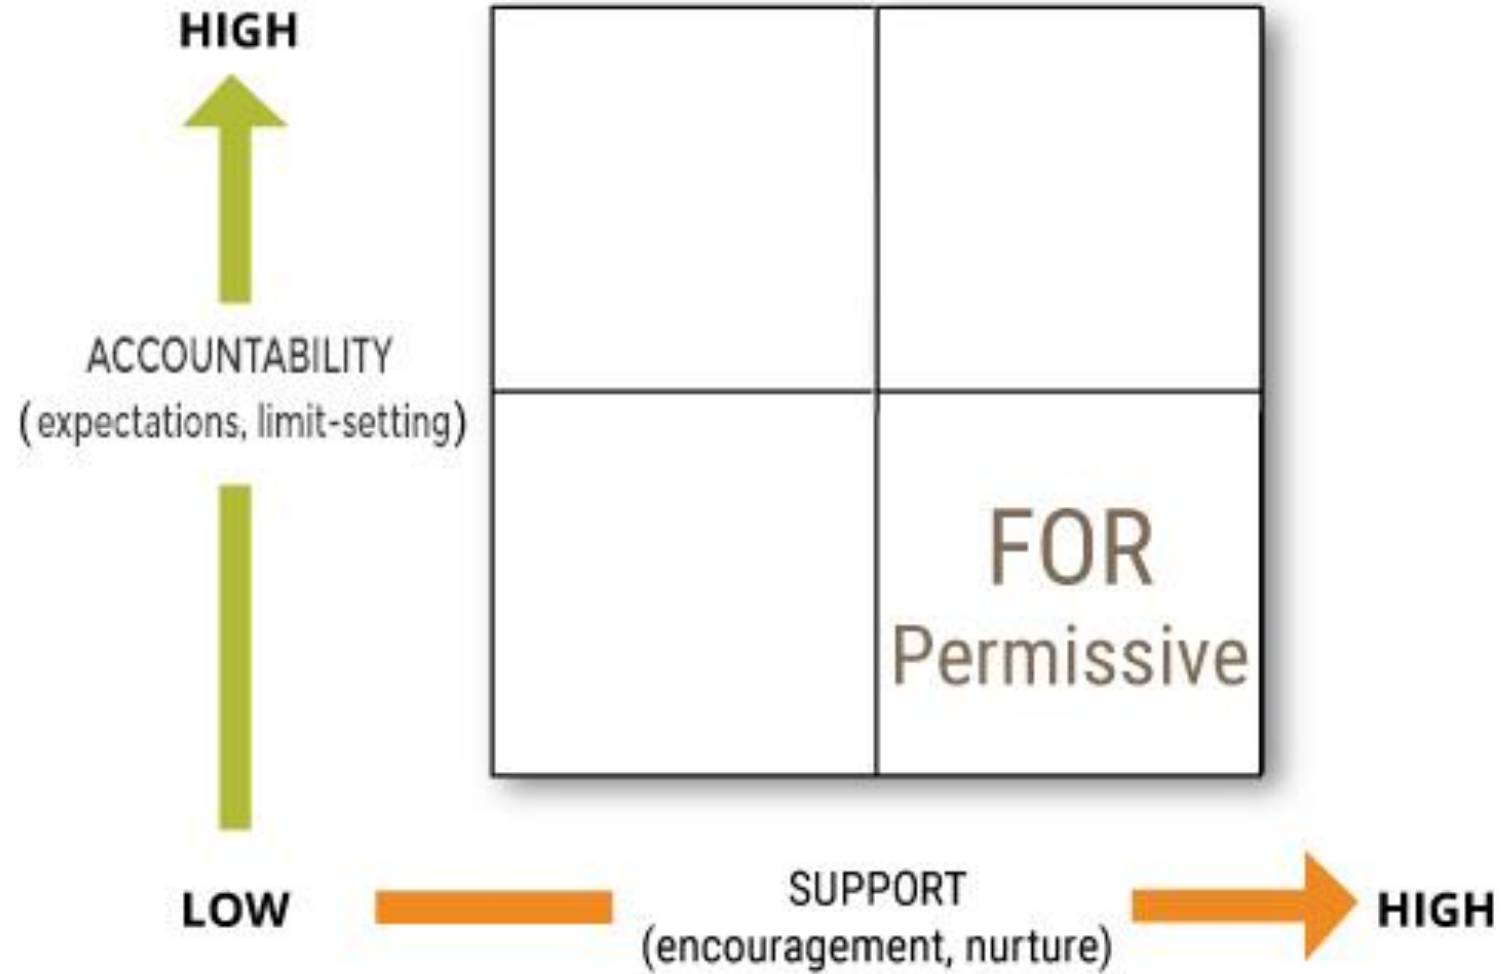 HIGH
ACCOUNTABILITY
(expectations, limit-setting)
FOR
Permissive
LOW
SUPPORT
(encouragement, nurture)
HIGH